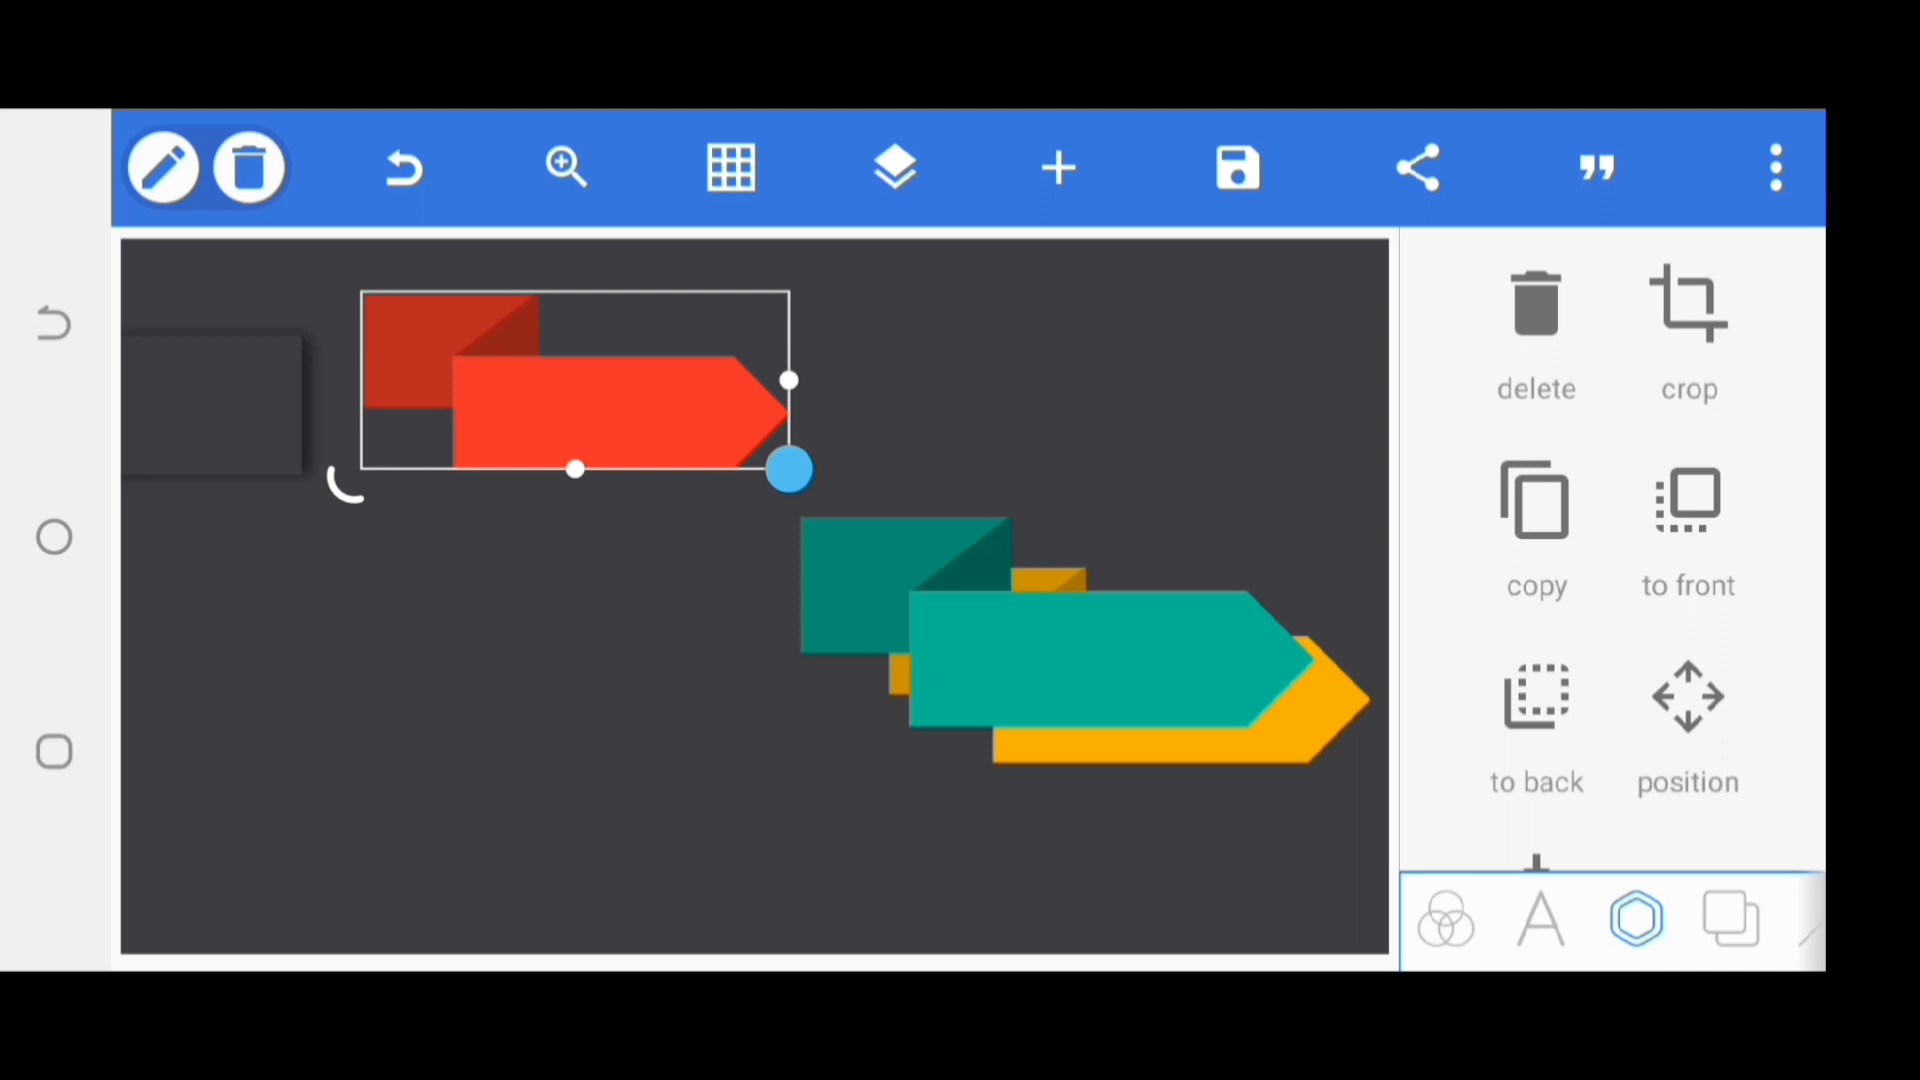 delete
crop
copy
to front
to back
position